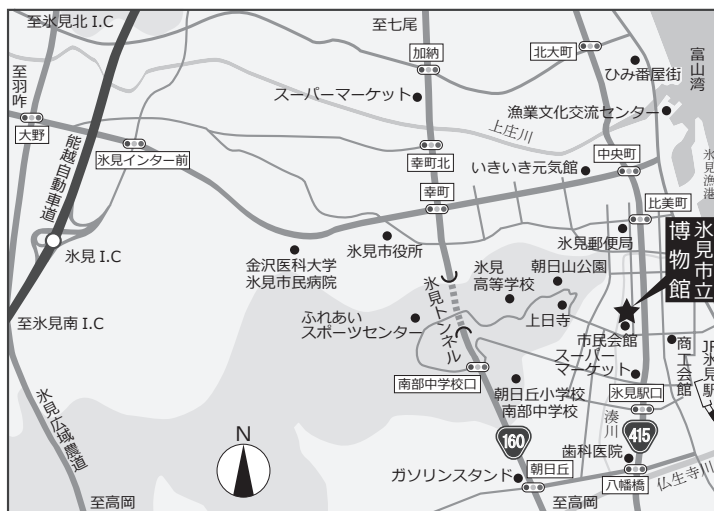 至氷見北 I.C
至七尾
加納
北大町
ひみ番屋街
富山湾
至羽咋
スーパーマーケット
漁業文化交流センター
大野
能越自動車道
氷見インター前
上庄川
幸町北
いきいき元気館
中央町
氷見漁港
幸町
比美町
氷見市立
博物館
氷見 I.C
金沢医科大学
氷見市民病院
氷見市役所
氷見郵便局
氷見
高等学校
朝日山公園
氷見トンネル
上日寺
至氷見南 I.C
ふれあい
スポーツセンター
市民会館
スーパー
マーケット
商工会館
JR氷見駅
南部中学校口
朝日丘小学校
南部中学校
氷見駅口
氷見広域農道
湊川
160
415
N
歯科医院
ガソリンスタンド
朝日丘
八幡橋
仏生寺川
至高岡
至高岡